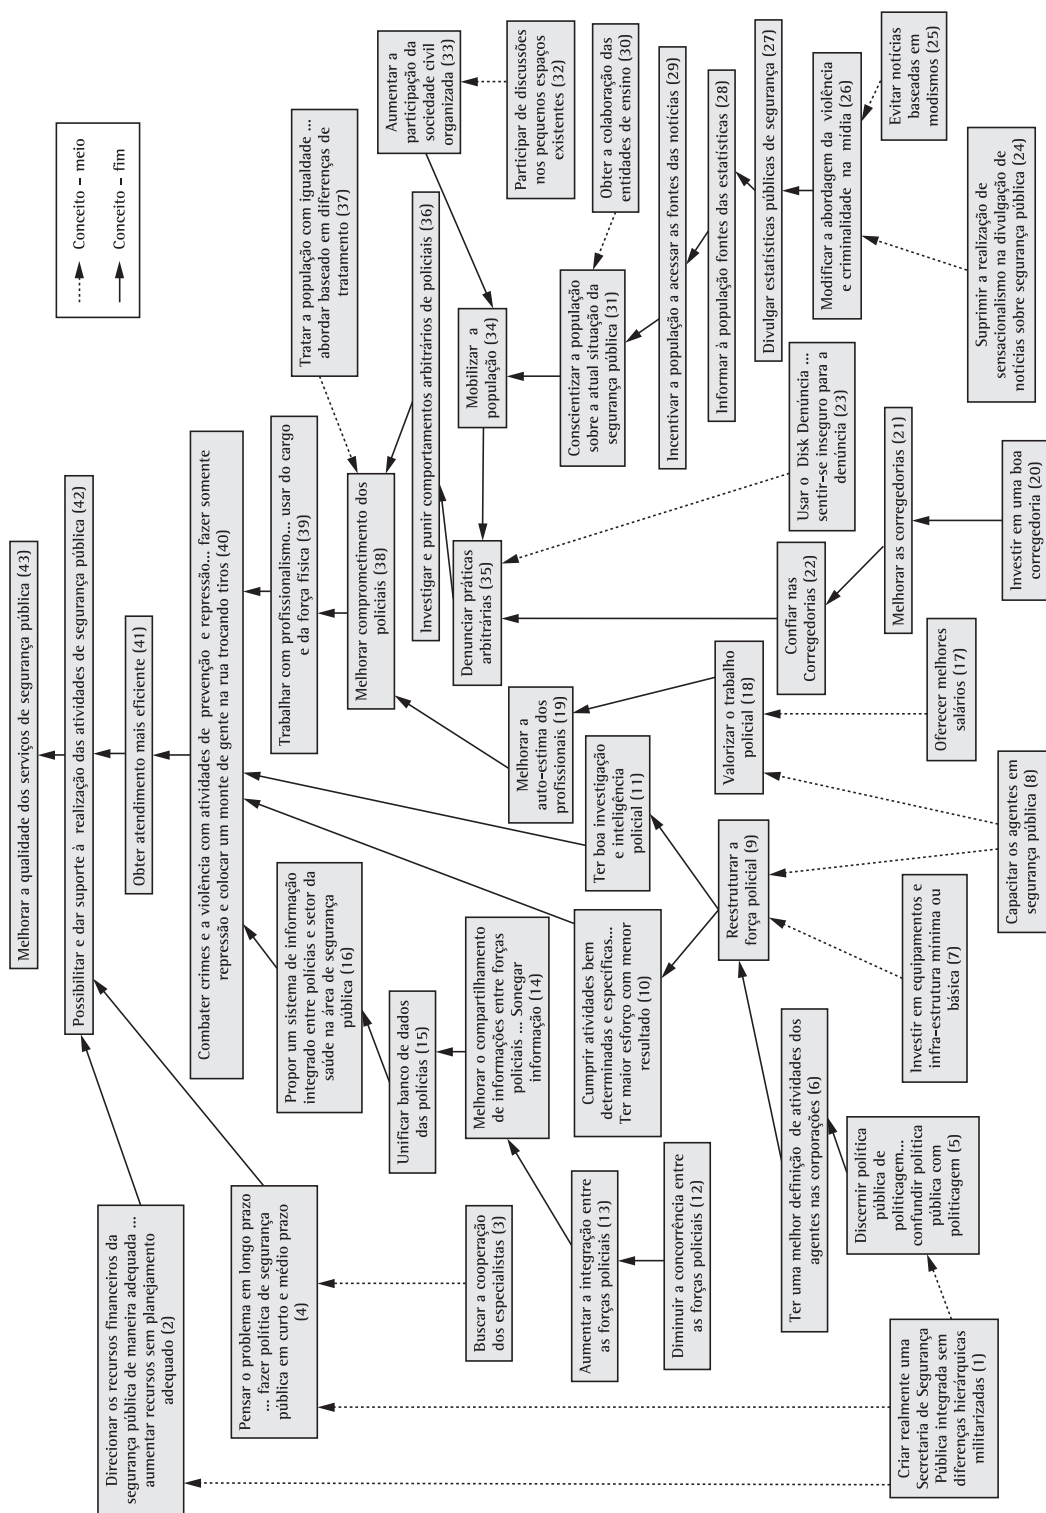 Melhorar a qualidade dos serviços de segurança pública (43)
Possibilitar e dar suporte à realização das atividades de segurança pública (42)
Obter atendimento mais eficiente (41)
Combater crimes e a violência com atividades de prevenção e repressão... fazer somente
repressão e colocar um monte de gente na rua trocando tiros (40)
Conceito – meio
Conceito – fim
Direcionar os recursos financeiros da
segurança pública de maneira adequada ...
aumentar recursos sem planejamento
adequado (2)
Pensar o problema em longo prazo
... fazer política de segurança
pública em curto e médio prazo
(4)
Propor um sistema de informação
integrado entre polícias e setor da
saúde na área de segurança
pública (16)
Trabalhar com profissionalismo... usar do cargo
e da força física (39)
Tratar a população com igualdade ...
abordar baseado em diferenças de
tratamento (37)
Melhorar comprometimento dos
policiais (38)
Unificar banco de dados
das polícias (15)
Investigar e punir comportamentos arbitrários de policiais (36)
Aumentar a
participação da
sociedade civil
organizada (33)
Buscar a cooperação
dos especialistas (3)
Melhorar o compartilhamento
de informações entre forças
policiais ... Sonegar
informação (14)
Melhorar a
auto-estima dos
profissionais (19)
Denunciar práticas
arbitrárias (35)
Mobilizar a
população (34)
Participar de discussões
nos pequenos espaços
existentes (32)
Aumentar a integração entre
as forças policiais (13)
Cumprir atividades bem
determinadas e específicas...
Ter maior esforço com menor
resultado (10)
Ter boa investigação
e inteligência
policial (11)
Conscientizar a população
sobre a atual situação da
segurança pública (31)
Obter a colaboração das
entidades de ensino (30)
Diminuir a concorrência entre
as forças policiais (12)
Incentivar a população a acessar as fontes das notícias (29)
Reestruturar a
força policial (9)
Valorizar o trabalho
policial (18)
Informar à população fontes das estatísticas (28)
Ter uma melhor definição de atividades dos
agentes nas corporações (6)
Confiar nas
Corregedorias (22)
Usar o Disk Denúncia ...
sentir-se inseguro para a
denúncia (23)
Divulgar estatísticas públicas de segurança (27)
Discernir política
pública de
politicagem...
confundir política
pública com
politicagem (5)
Modificar a abordagem da violência
e criminalidade na mídia (26)
Melhorar as corregedorias (21)
Evitar notícias
baseadas em
modismos (25)
Criar realmente uma
Secretaria de Segurança
Pública integrada sem
diferenças hierárquicas
militarizadas (1)
Investir em equipamentos e
infra-estrutura mínima ou
básica (7)
Oferecer melhores
salários (17)
Capacitar os agentes em
segurança pública (8)
Investir em uma boa
corregedoria (20)
Suprimir a realização de
sensacionalismo na divulgação de
notícias sobre segurança pública (24)